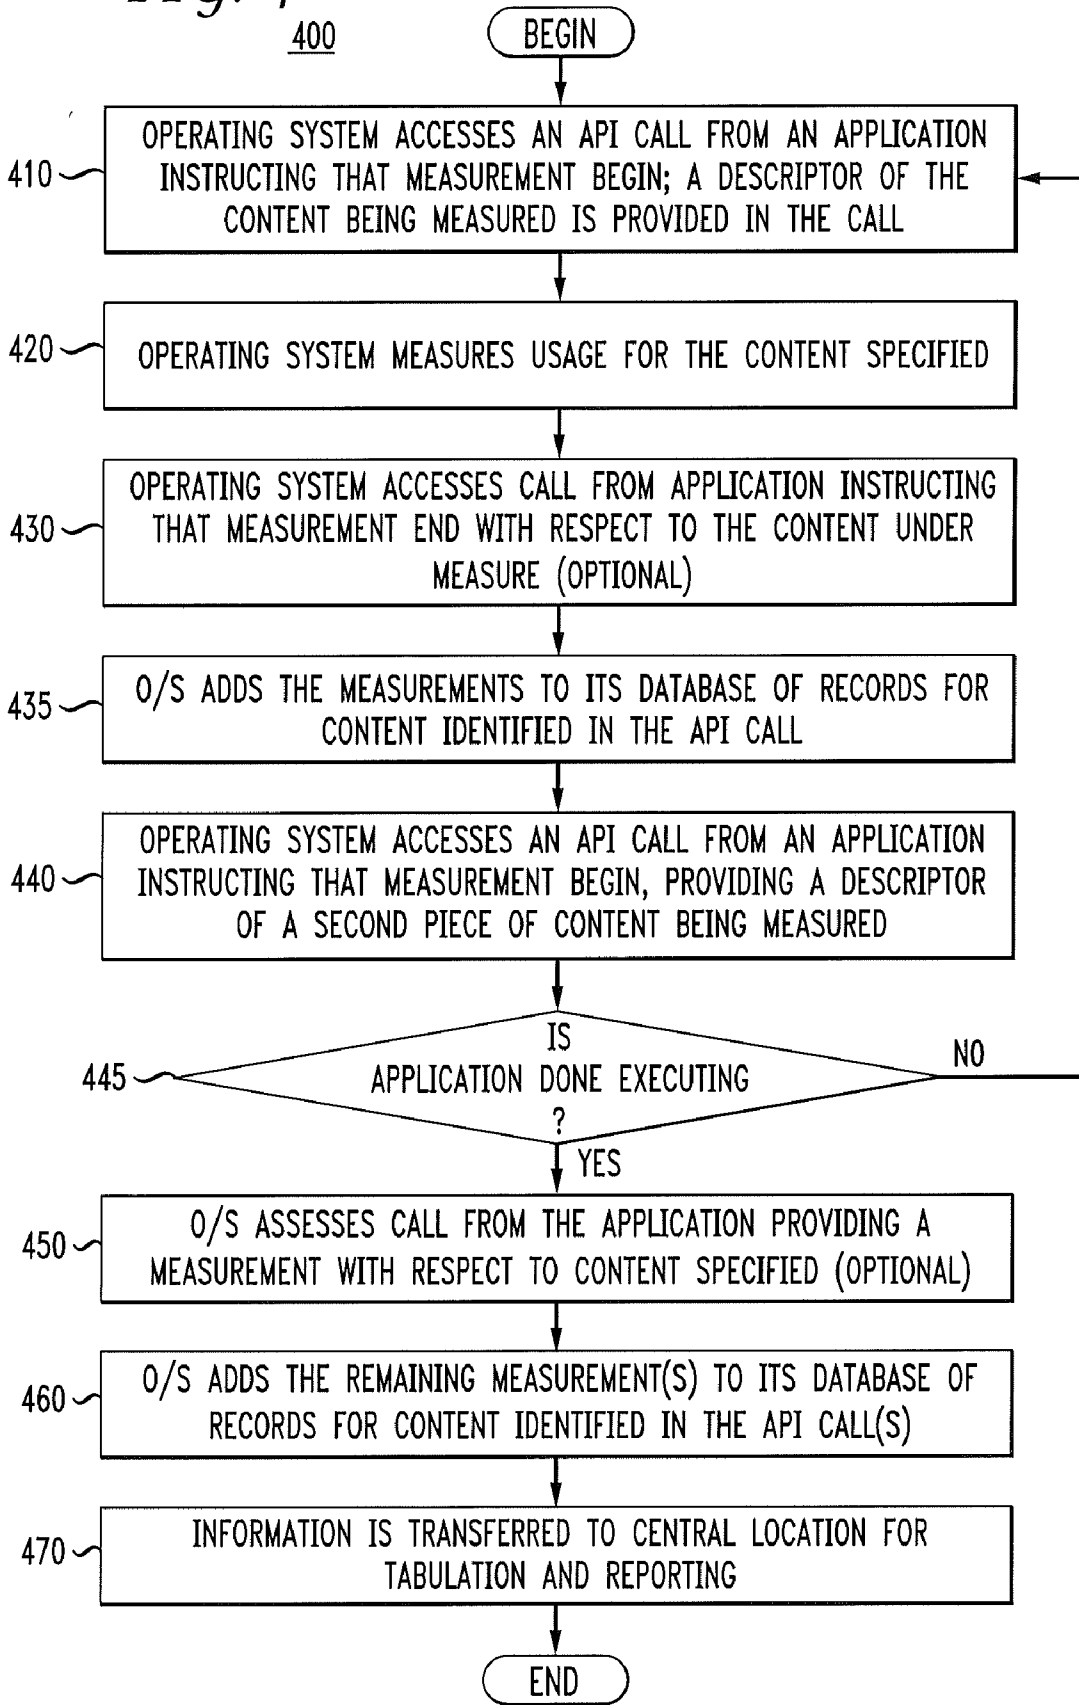 400
BEGIN
410
OPERATING SYSTEM ACCESSES AN API CALL FROM AN APPLICATION
INSTRUCTING THAT MEASUREMENT BEGIN; A DESCRIPTOR OF THE
CONTENT BEING MEASURED IS PROVIDED IN THE CALL
420
OPERATING SYSTEM MEASURES USAGE FOR THE CONTENT SPECIFIED
430
OPERATING SYSTEM ACCESSES CALL FROM APPLICATION INSTRUCTING
THAT MEASUREMENT END WITH RESPECT TO THE CONTENT UNDER
MEASURE (OPTIONAL)
435
O/S ADDS THE MEASUREMENTS TO ITS DATABASE OF RECORDS FOR
CONTENT IDENTIFIED IN THE API CALL
440
OPERATING SYSTEM ACCESSES AN API CALL FROM AN APPLICATION
INSTRUCTING THAT MEASUREMENT BEGIN, PROVIDING A DESCRIPTOR
OF A SECOND PIECE OF CONTENT BEING MEASURED
445
IS
APPLICATION DONE EXECUTING
?
NO
YES
450
O/S ASSESSES CALL FROM THE APPLICATION PROVIDING A
MEASUREMENT WITH RESPECT TO CONTENT SPECIFIED (OPTIONAL)
460
O/S ADDS THE REMAINING MEASUREMENT(S) TO ITS DATABASE OF
RECORDS FOR CONTENT IDENTIFIED IN THE API CALL(S)
470
INFORMATION IS TRANSFERRED TO CENTRAL LOCATION FOR
TABULATION AND REPORTING
END